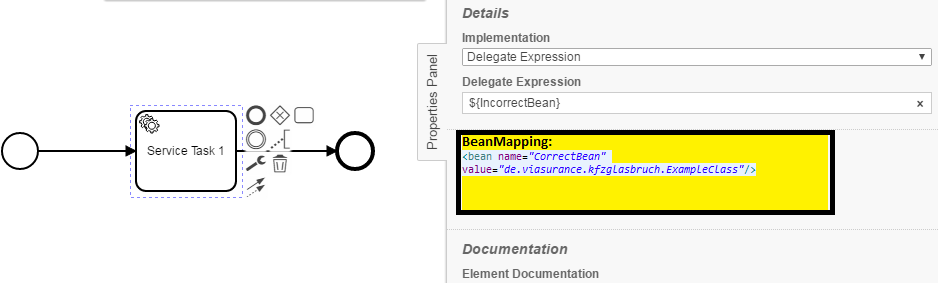 Service Task 1
Properties Panel
Details
Implementation
Delegate Expression
Delegate Expression
${IncorrectBean}
BeanMapping:
<bean name="CorrectBean"
value="de.viasurance.kfzglasbruch.ExampleClass"/>
Documentation
Element Documentation